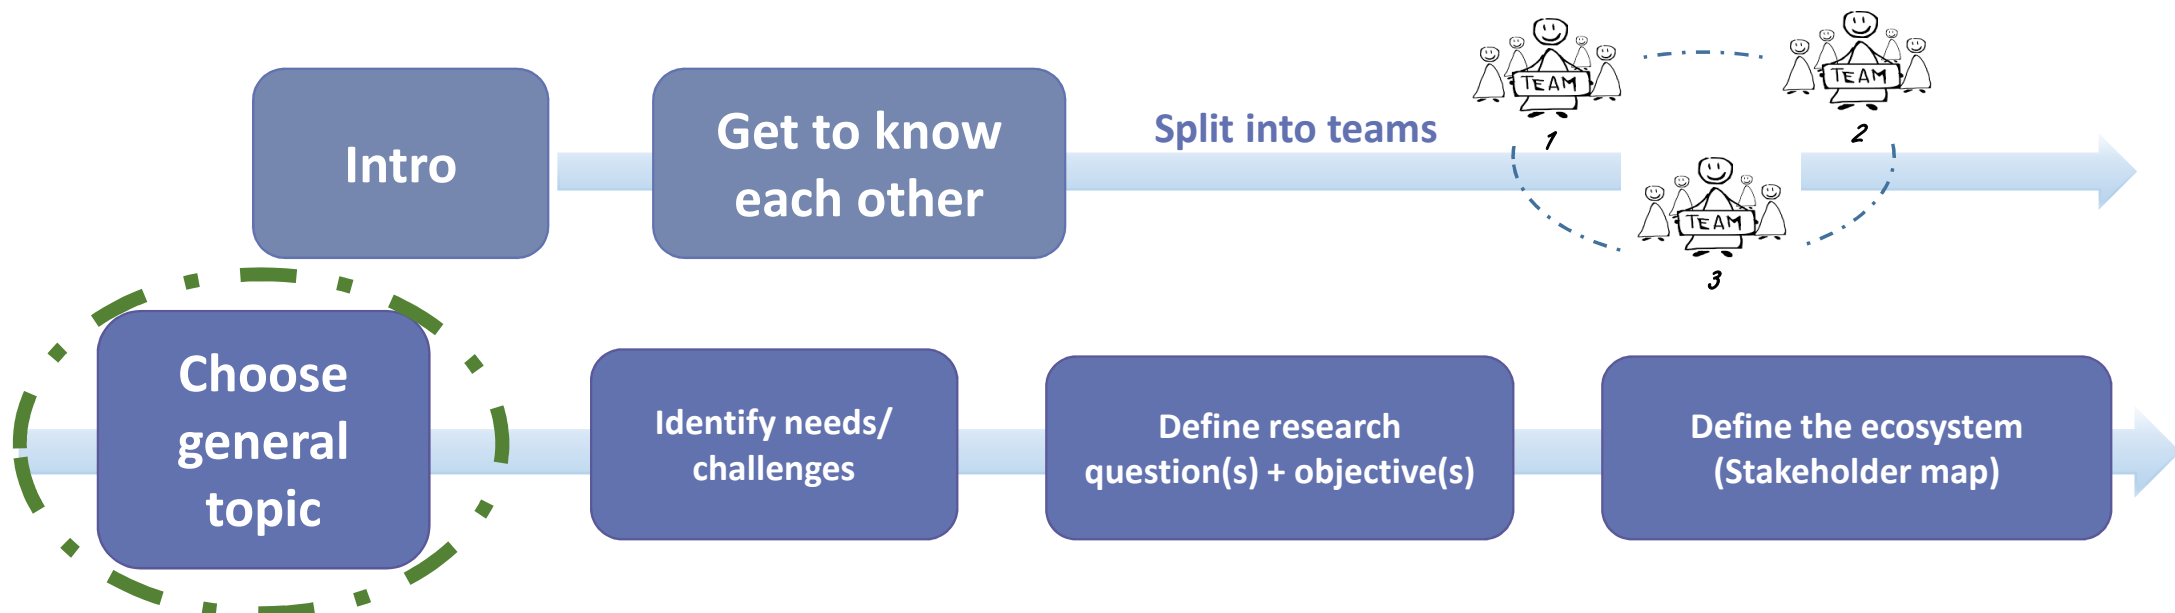 Intro
Get to know
each other
Split into teams
TEAM
1
TEAM
2
TEAM
3
Choose
general
topic
Identify needs/
challenges
Define research
question(s) + objective(s)
Define the ecosystem
(Stakeholder map)